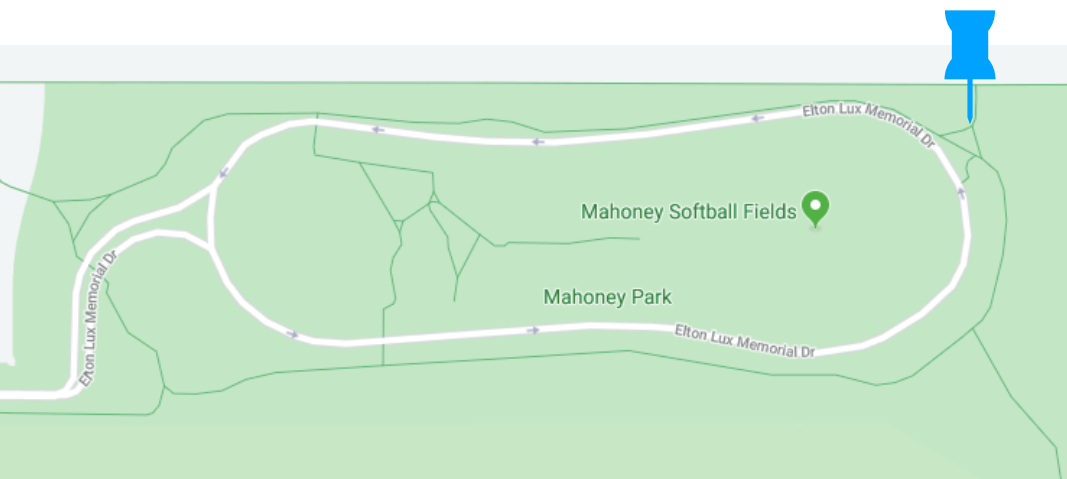 Elton Lux Memorial Dr
Mahoney Softball Fields
Elton Lux Memorial Dr
Mahoney Park
Elton Lux Memorial Dr